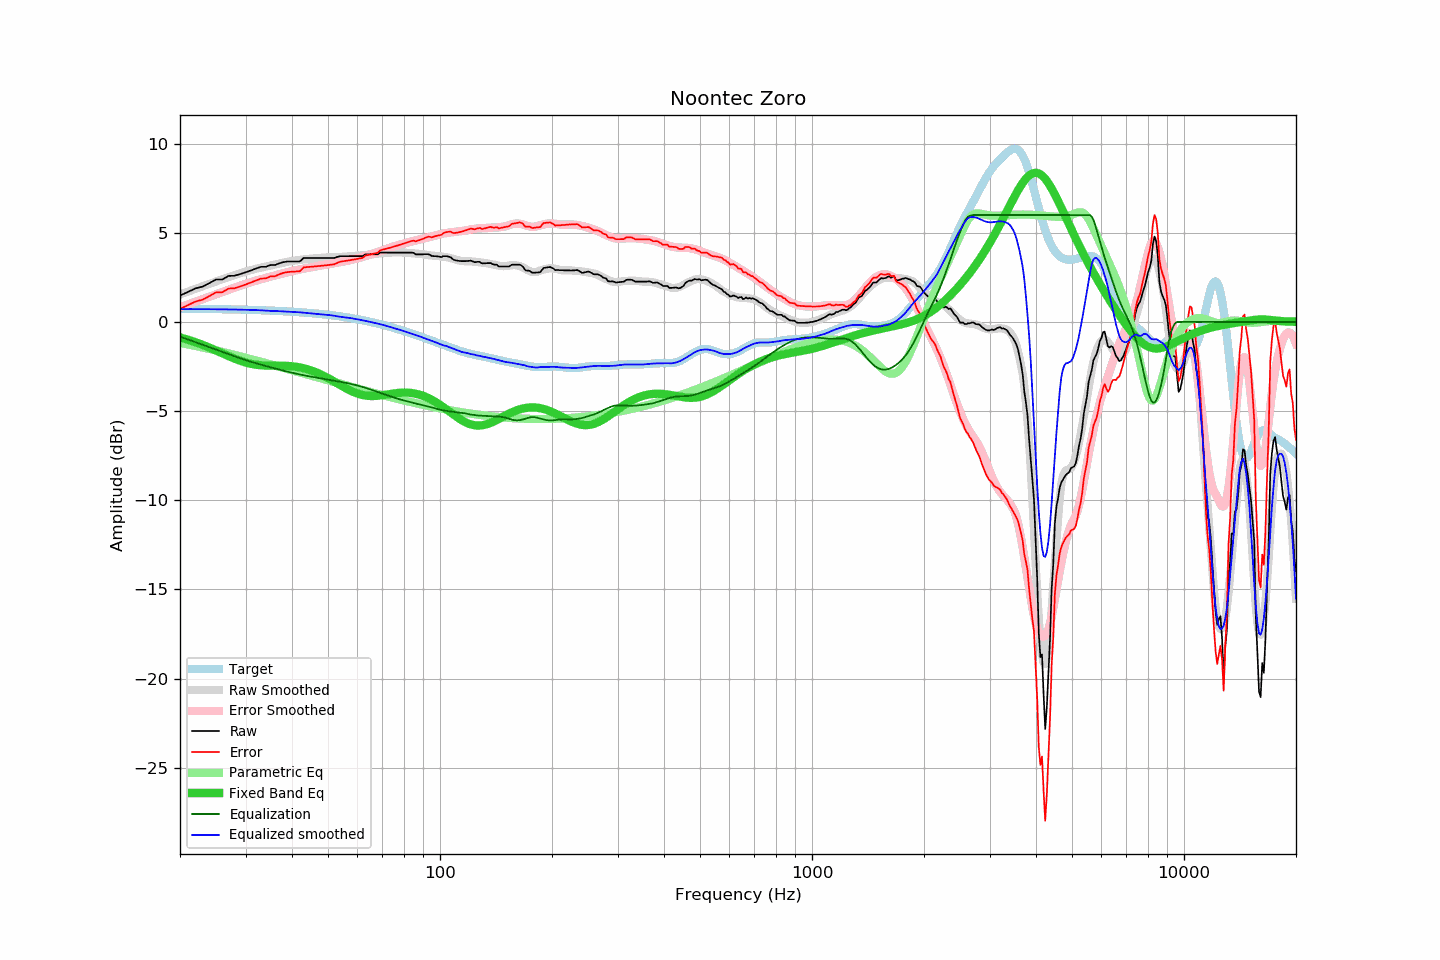 Noontec Zoro
10
5
0
−5
−10
−15
−20
−25
Amplitude (dBr)
Target
Raw Smoothed
Error Smoothed
Raw
Error
Parametric Eq
Fixed Band Eq
Equalization
Equalized smoothed
100
1000
10000
Frequency (Hz)